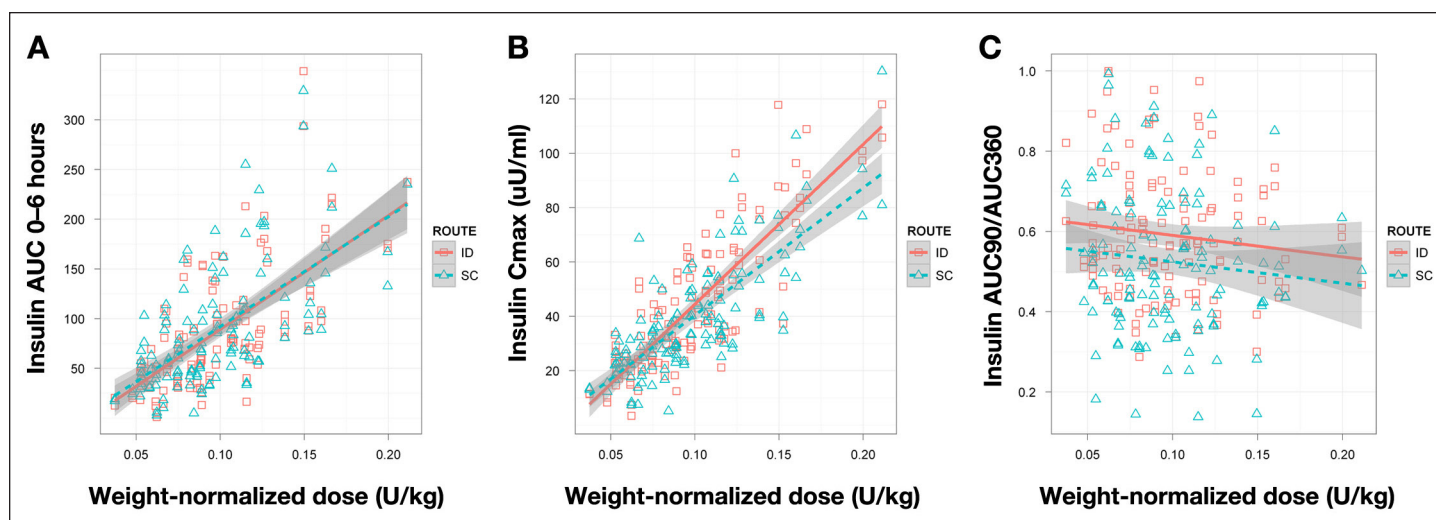 A
Insulin AUC 0–6 hours
300
250
200
150
100
50
0.05 0.10 0.15 0.20
Weight-normalized dose (U/kg)
ROUTE
ID
SC
B
Insulin Cmax (uU/ml)
120
100
80
60
40
20
0.05 0.10 0.15 0.20
Weight-normalized dose (U/kg)
ROUTE
ID
SC
C
Insulin AUC90/AUC360
1.0
0.8
0.6
0.4
0.2
0.05 0.10 0.15 0.20
Weight-normalized dose (U/kg)
ROUTE
ID
SC